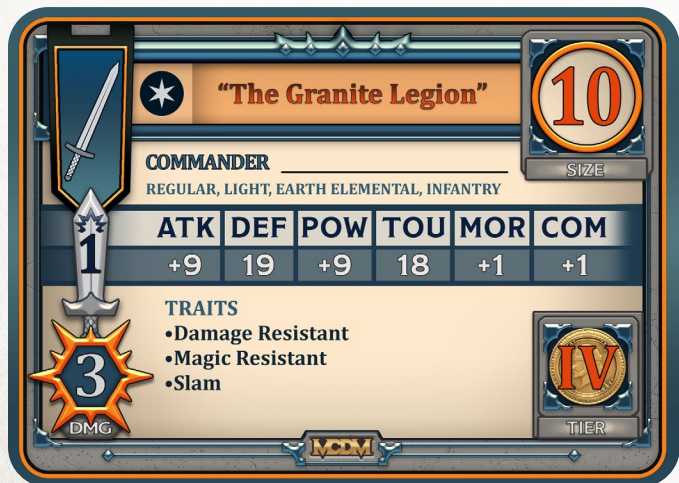 “The Granite Legion”
10
SIZE
COMMANDER
REGULAR, LIGHT, EARTH ELEMENTAL, INFANTRY
ATK DEF POW TOU MOR COM
1
+9 19 +9 18 +1 +1
TRAITS
•Damage Resistant
•Magic Resistant
•Slam
3
DMG
IV
TIER
MCDM